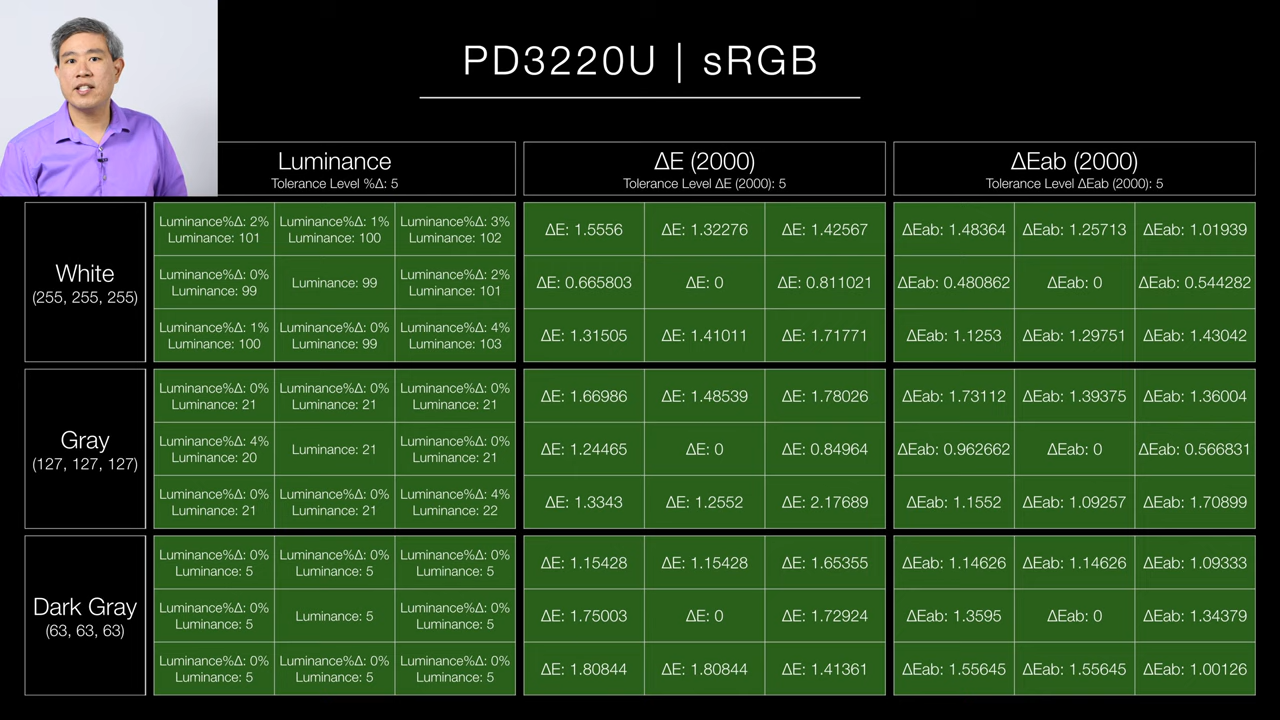 PD3220U | sRGB
Luminance
Tolerance Level %Δ: 5
ΔE (2000)
Tolerance Level ΔE (2000): 5
ΔEab (2000)
Tolerance Level ΔEab (2000): 5
White
(255, 255, 255)
Luminance%Δ: 2%
Luminance: 101
Luminance%Δ: 1%
Luminance: 100
Luminance%Δ: 3%
Luminance: 102
ΔE: 1.5556
ΔE: 1.32276
ΔE: 1.42567
ΔEab: 1.48364
ΔEab: 1.25713
ΔEab: 1.01939
Luminance%Δ: 0%
Luminance: 99
Luminance: 99
Luminance%Δ: 2%
Luminance: 101
ΔE: 0.665803
ΔE: 0
ΔE: 0.811021
ΔEab: 0.480862
ΔEab: 0
ΔEab: 0.544282
Luminance%Δ: 1%
Luminance: 100
Luminance%Δ: 0%
Luminance: 99
Luminance%Δ: 4%
Luminance: 103
ΔE: 1.31505
ΔE: 1.41011
ΔE: 1.71771
ΔEab: 1.1253
ΔEab: 1.29751
ΔEab: 1.43042
Gray
(127, 127, 127)
Luminance%Δ: 0%
Luminance: 21
Luminance%Δ: 0%
Luminance: 21
Luminance%Δ: 0%
Luminance: 21
ΔE: 1.66986
ΔE: 1.48539
ΔE: 1.78026
ΔEab: 1.73112
ΔEab: 1.39375
ΔEab: 1.36004
Luminance%Δ: 4%
Luminance: 20
Luminance: 21
Luminance%Δ: 0%
Luminance: 21
ΔE: 1.24465
ΔE: 0
ΔE: 0.84964
ΔEab: 0.962662
ΔEab: 0
ΔEab: 0.566831
Luminance%Δ: 0%
Luminance: 21
Luminance%Δ: 0%
Luminance: 21
Luminance%Δ: 4%
Luminance: 22
ΔE: 1.3343
ΔE: 1.2552
ΔE: 2.17689
ΔEab: 1.1552
ΔEab: 1.09257
ΔEab: 1.70899
Dark Gray
(63, 63, 63)
Luminance%Δ: 0%
Luminance: 5
Luminance%Δ: 0%
Luminance: 5
Luminance%Δ: 0%
Luminance: 5
ΔE: 1.15428
ΔE: 1.15428
ΔE: 1.65355
ΔEab: 1.14626
ΔEab: 1.14626
ΔEab: 1.09333
Luminance%Δ: 0%
Luminance: 5
Luminance: 5
Luminance%Δ: 0%
Luminance: 5
ΔE: 1.75003
ΔE: 0
ΔE: 1.72924
ΔEab: 1.3595
ΔEab: 0
ΔEab: 1.34379
Luminance%Δ: 0%
Luminance: 5
Luminance%Δ: 0%
Luminance: 5
Luminance%Δ: 0%
Luminance: 5
ΔE: 1.80844
ΔE: 1.80844
ΔE: 1.41361
ΔEab: 1.55645
ΔEab: 1.55645
ΔEab: 1.00126